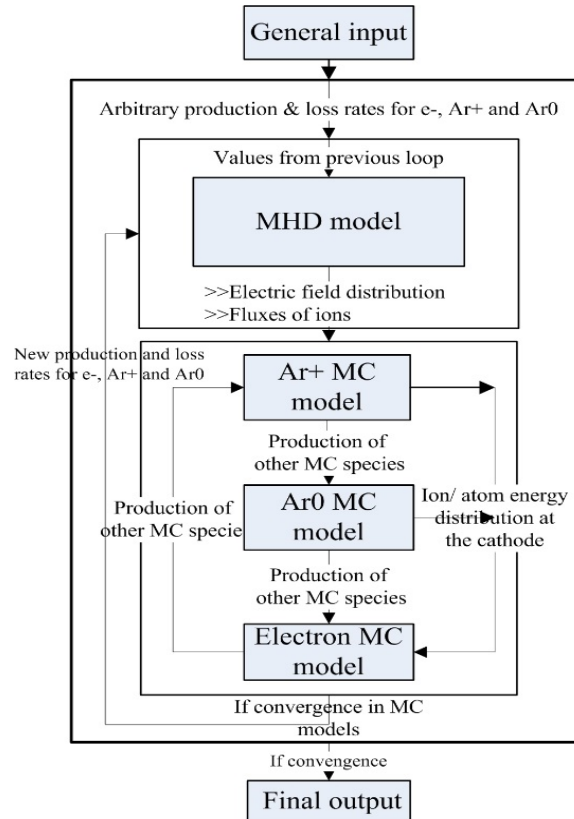 General input
Arbitrary production & loss rates for e-, Ar+ and Ar0
Values from previous loop
MHD model
>>Electric field distribution
>>Fluxes of ions
New production and loss
rates for e-, Ar+ and Ar0
Ar+ MC
model
Production of
other MC species
Production of
other MC specie
Ar0 MC
model
Ion/ atom energy
distribution at
the cathode
Production of
other MC species
Electron MC
model
If convergence in MC
models
If convergence
Final output